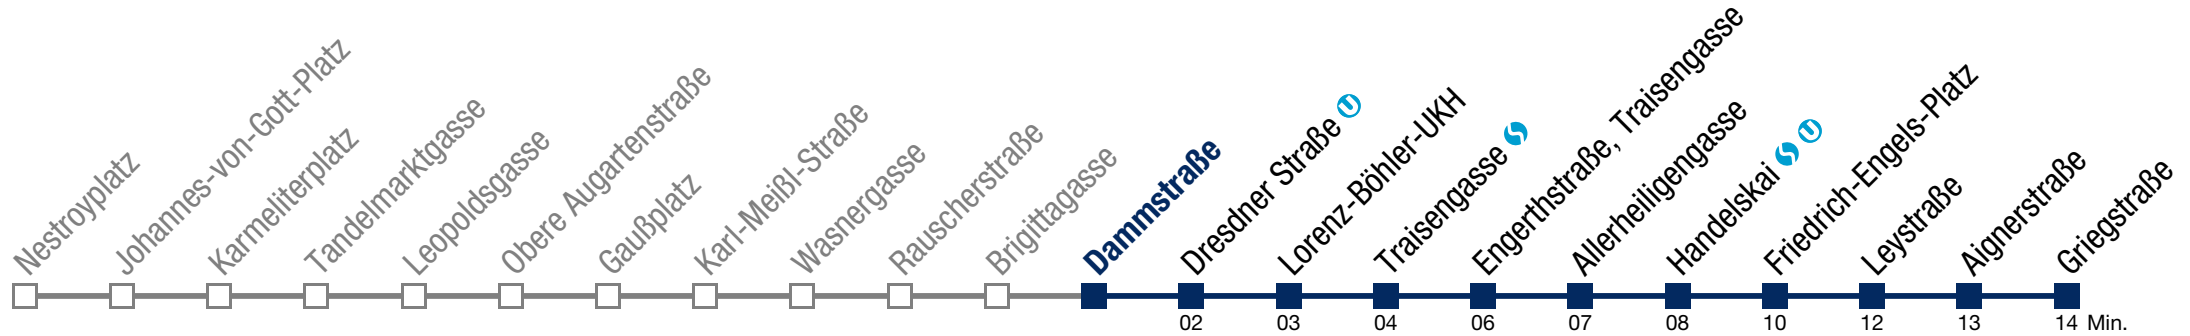 Nestroyplatz
Johannes-von-Gott-Platz
Karmeliterplatz
Tandelmarktgasse
Leopoldsgasse
Obere Augartenstraße
Gaußplatz
Karl-Meißl-Straße
Wasnergasse
Rauscherstraße
Brigittagasse
Dammstraße
Dresdner Straße U
Lorenz-Böhler-UKH
Traisengasse S
Engerthstraße, Traisengasse
Allerheiligengasse
Handelskai S U
Friedrich-Engels-Platz
Leystraße
Aignerstraße
Griegstraße
02 03 04 06 07 08 10 12 13 14 Min.